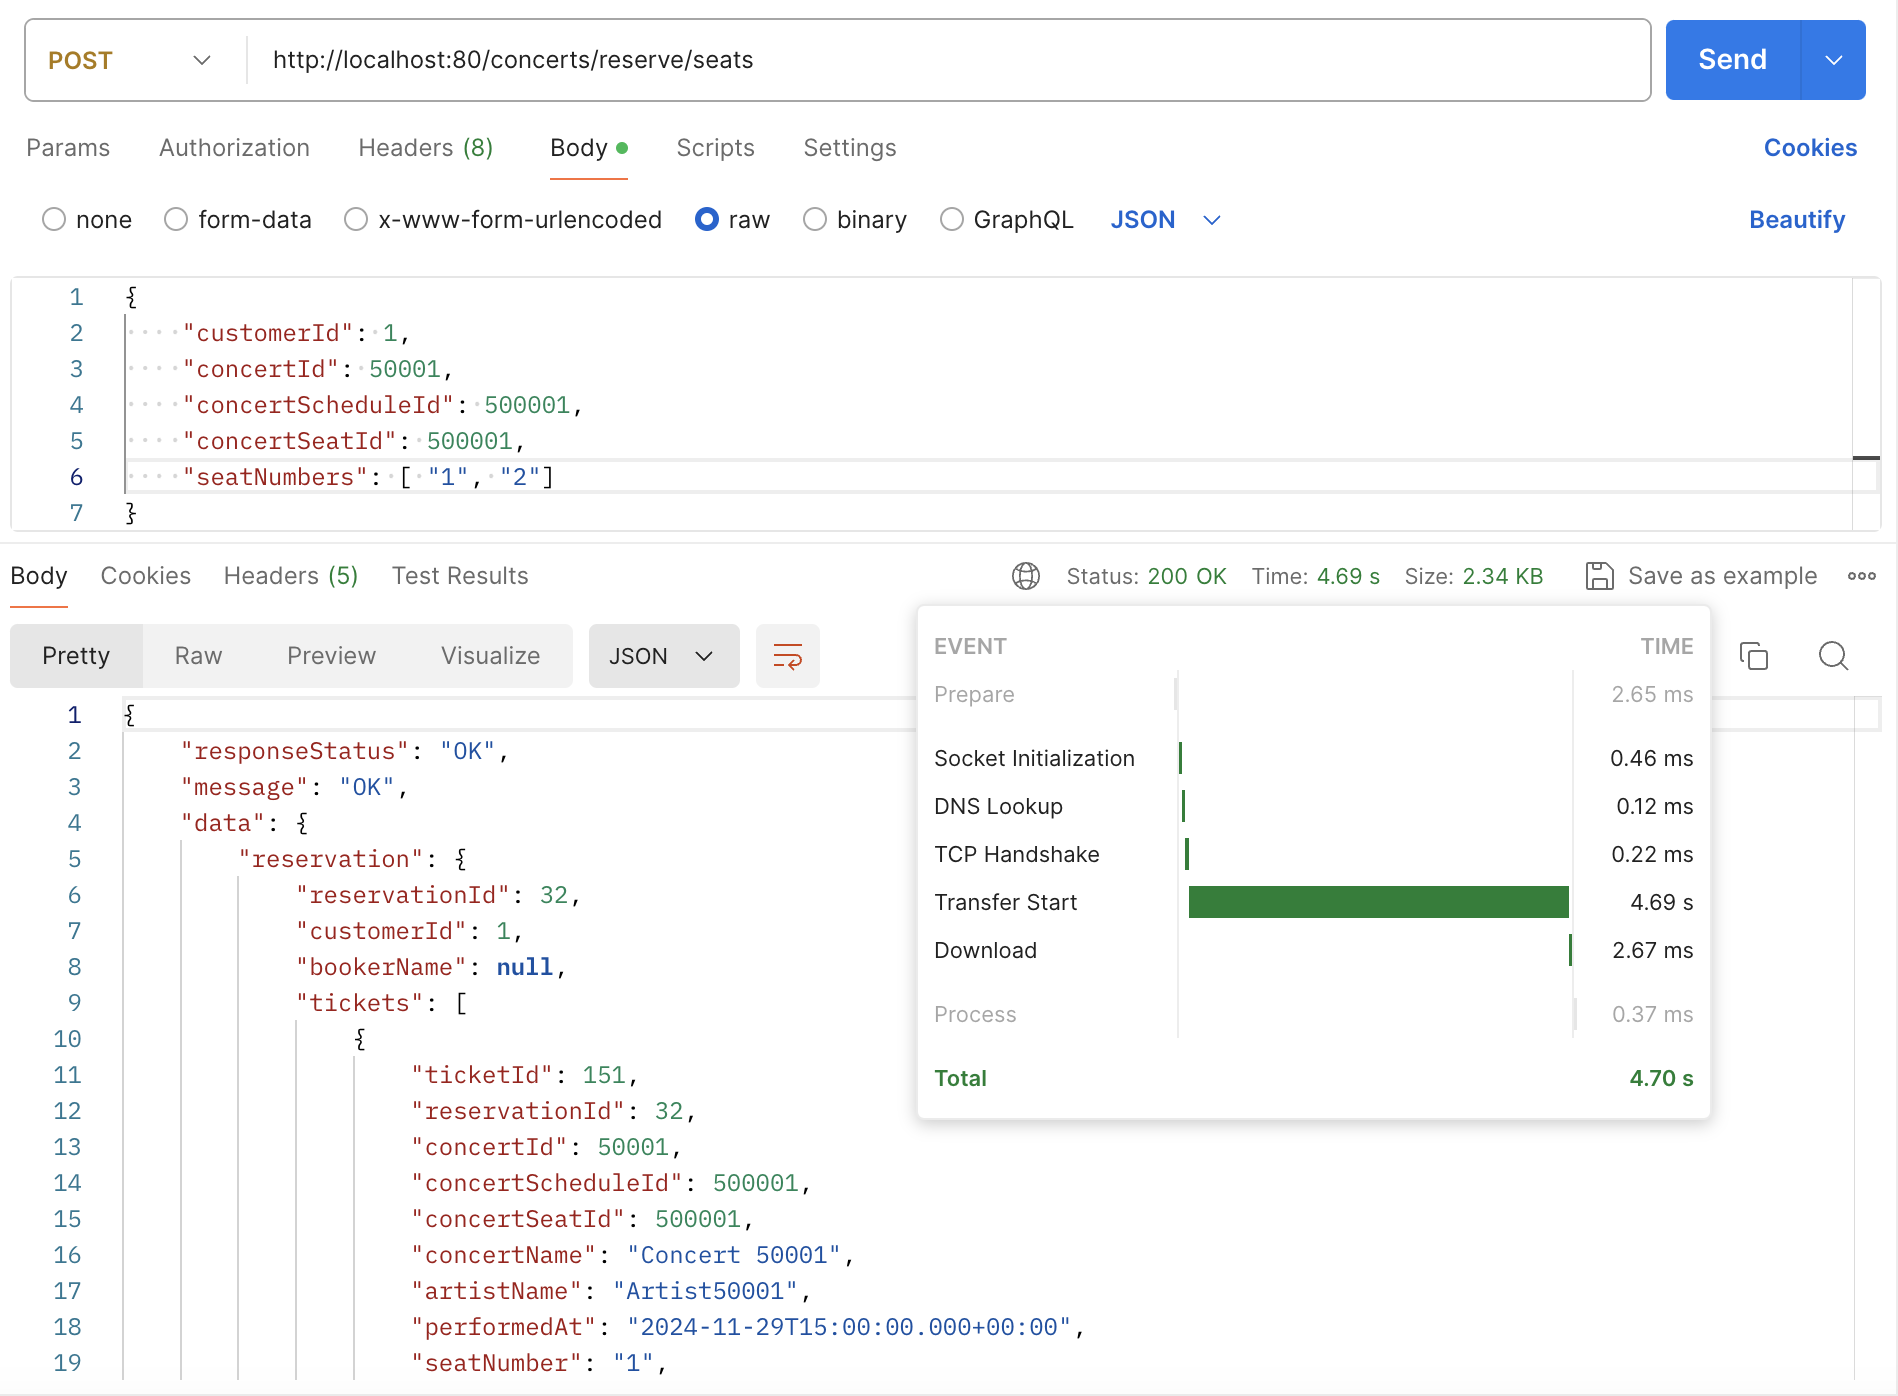 POST http://localhost:80/concerts/reserve/seats Send
Params Authorization Headers (8) Body Scripts Settings Cookies
none form-data x-www-form-urlencoded raw binary GraphQL JSON Beautify
1 {
2 "customerId": 1,
3 "concertId": 50001,
4 "concertScheduleId": 500001,
5 "concertSeatId": 500001,
6 "seatNumbers": [ "1", "2"]
7 }
Body Cookies Headers (5) Test Results Status: 200 OK Time: 4.69 s Size: 2.34 KB Save as example
Pretty Raw Preview Visualize JSON
EVENT TIME
Prepare 2.65 ms
Socket Initialization 0.46 ms
DNS Lookup 0.12 ms
TCP Handshake 0.22 ms
Transfer Start 4.69 s
Download 2.67 ms
Process 0.37 ms
Total 4.70 s
1 {
2 "responseStatus": "OK",
3 "message": "OK",
4 "data": {
5 "reservation": {
6 "reservationId": 32,
7 "customerId": 1,
8 "bookerName": null,
9 "tickets": [
10 {
11 "ticketId": 151,
12 "reservationId": 32,
13 "concertId": 50001,
14 "concertScheduleId": 500001,
15 "concertSeatId": 500001,
16 "concertName": "Concert 50001",
17 "artistName": "Artist50001",
18 "performedAt": "2024-11-29T15:00:00.000+00:00",
19 "seatNumber": "1",